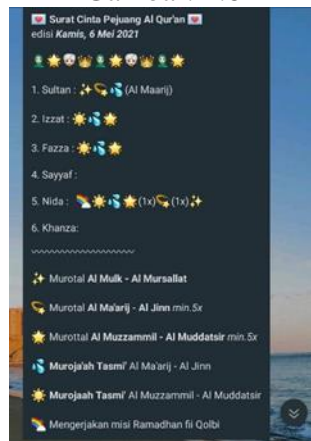 💌 Surat Cinta Pejuang Al Qur'an 💌
edisi Kamis, 6 Mei 2021
1. Sultan : ✨💫💦(Al Maarij)
2. Izzat : ☀️💦🌟
3. Fazza : ☀️💦🌟
4. Sayyaf :
5. Nida : 🌈☀️💦🌟(1x)💫(1x)✨
6. Khanza:
〰〰〰〰〰〰〰〰〰
✨ Murotal Al Mulk - Al Mursallat
💫 Murotal Al Ma'arij - Al Jinn min.5x
🌟 Murottal Al Muzzammil - Al Muddatsir min.5x
💦 Muroja'ah Tasmi' Al Ma'arij - Al Jinn
☀️ Murojaah Tasmi' Al Muzzammil - Al Muddatsir
🌈 Mengerjakan misi Ramadhan fii Qolbi